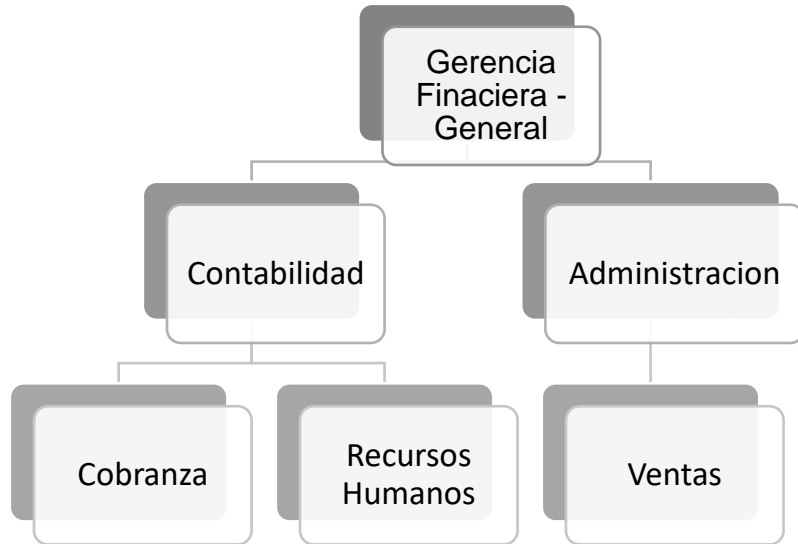 Gerencia
Finaciera -
General
Contabilidad
Administracion
Cobranza
Recursos
Humanos
Ventas